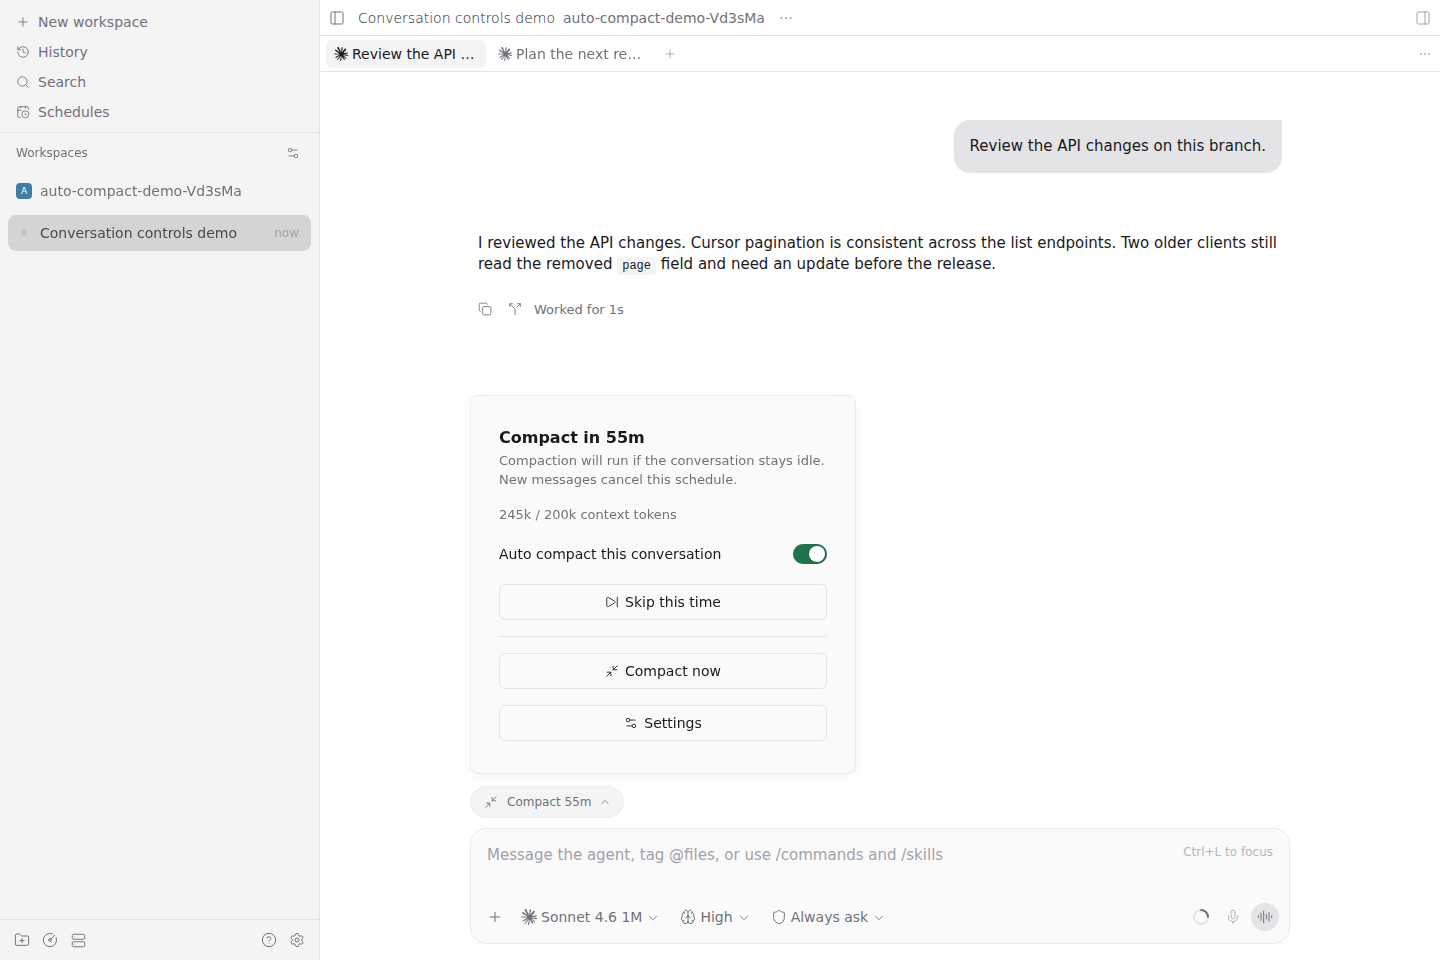 New workspace
History
Search
Schedules
Workspaces
A auto-compact-demo-Vd3sMa
Conversation controls demo now
Conversation controls demo auto-compact-demo-Vd3sMa
Review the API ... Plan the next re...
Review the API changes on this branch.
I reviewed the API changes. Cursor pagination is consistent across the list endpoints. Two older clients still
read the removed page field and need an update before the release.
Worked for 1s
Compact in 55m
Compaction will run if the conversation stays idle.
New messages cancel this schedule.
245k / 200k context tokens
Auto compact this conversation
Skip this time
Compact now
Settings
Compact 55m
Message the agent, tag @files, or use /commands and /skills
Ctrl+L to focus
Sonnet 4.6 1M High Always ask